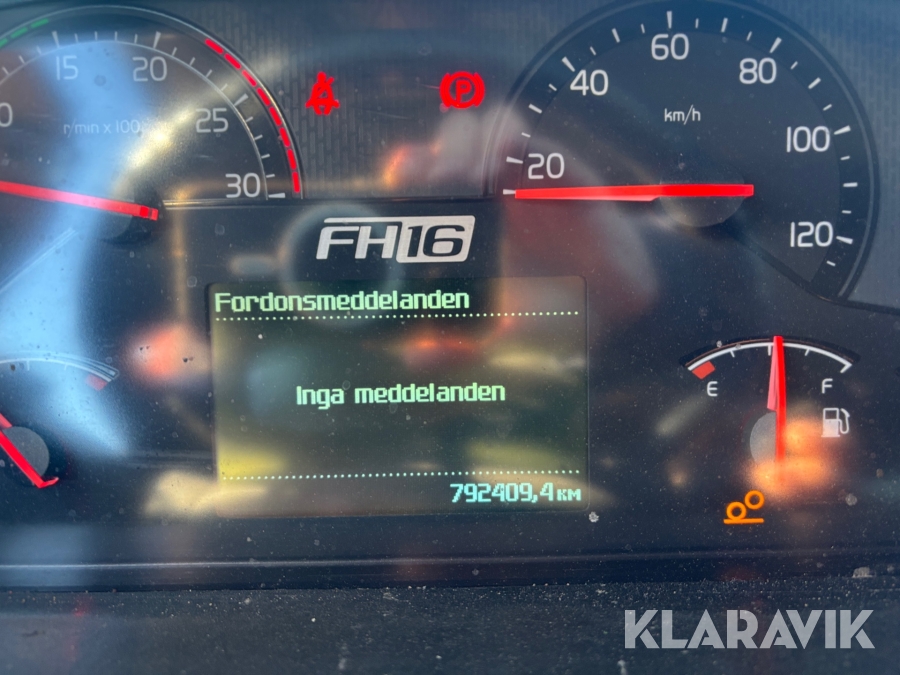 15
20
25
30
r/min x 100
P
20
40
60
80
100
120
km/h
FH16
Fordonsmeddelanden
Inga meddelanden
792409,4 KM
E
F
KLARAVIK